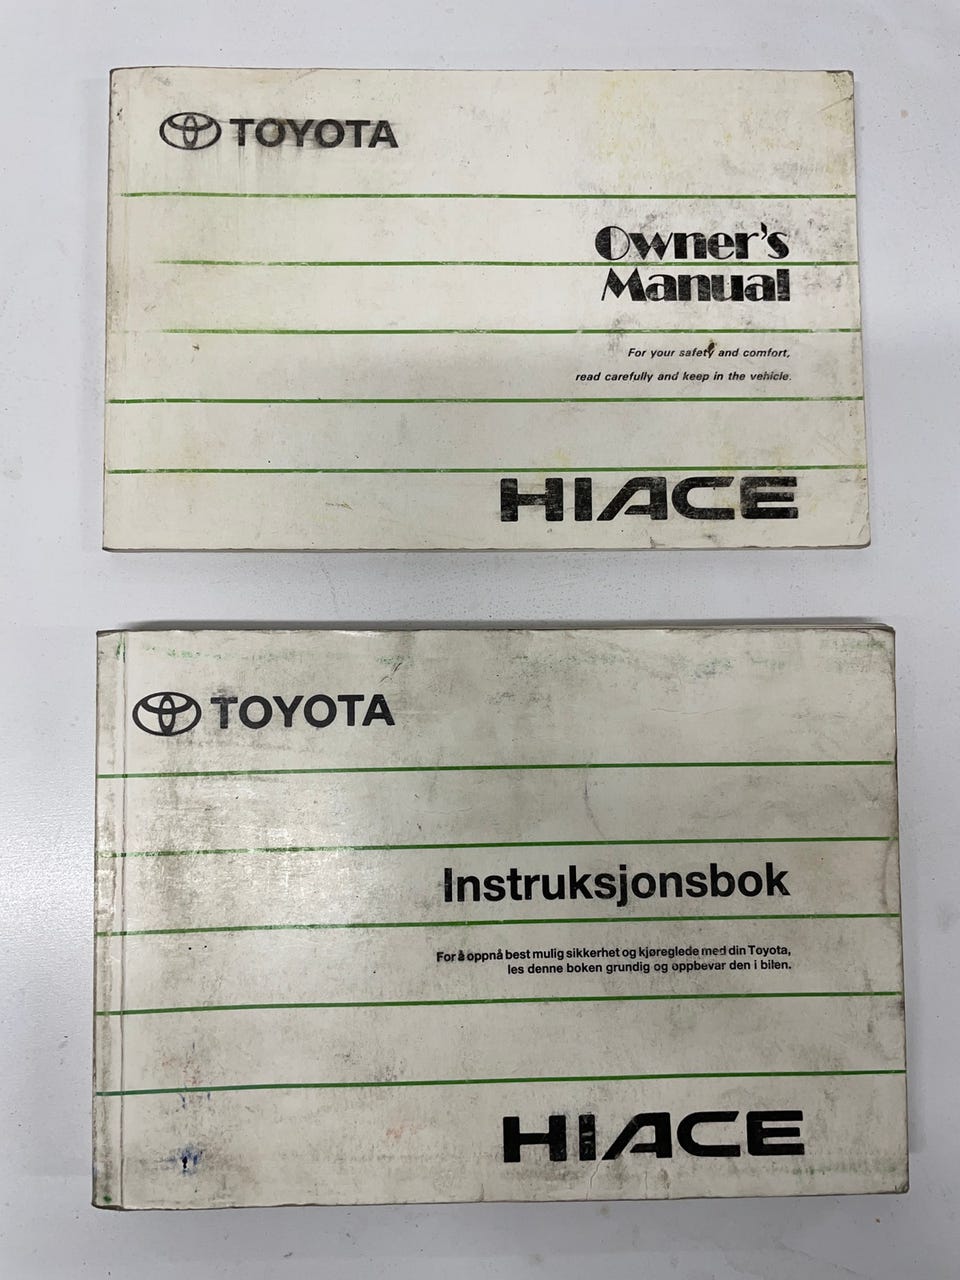 TOYOTA
Owner's
Manual
For your safety and comfort,
read carefully and keep in the vehicle.
HIACE
TOYOTA
Instruksjonsbok
For å oppnå best mulig sikkerhet og kjøreglede med din Toyota,
les denne boken grundig og oppbevar den i bilen.
HIACE